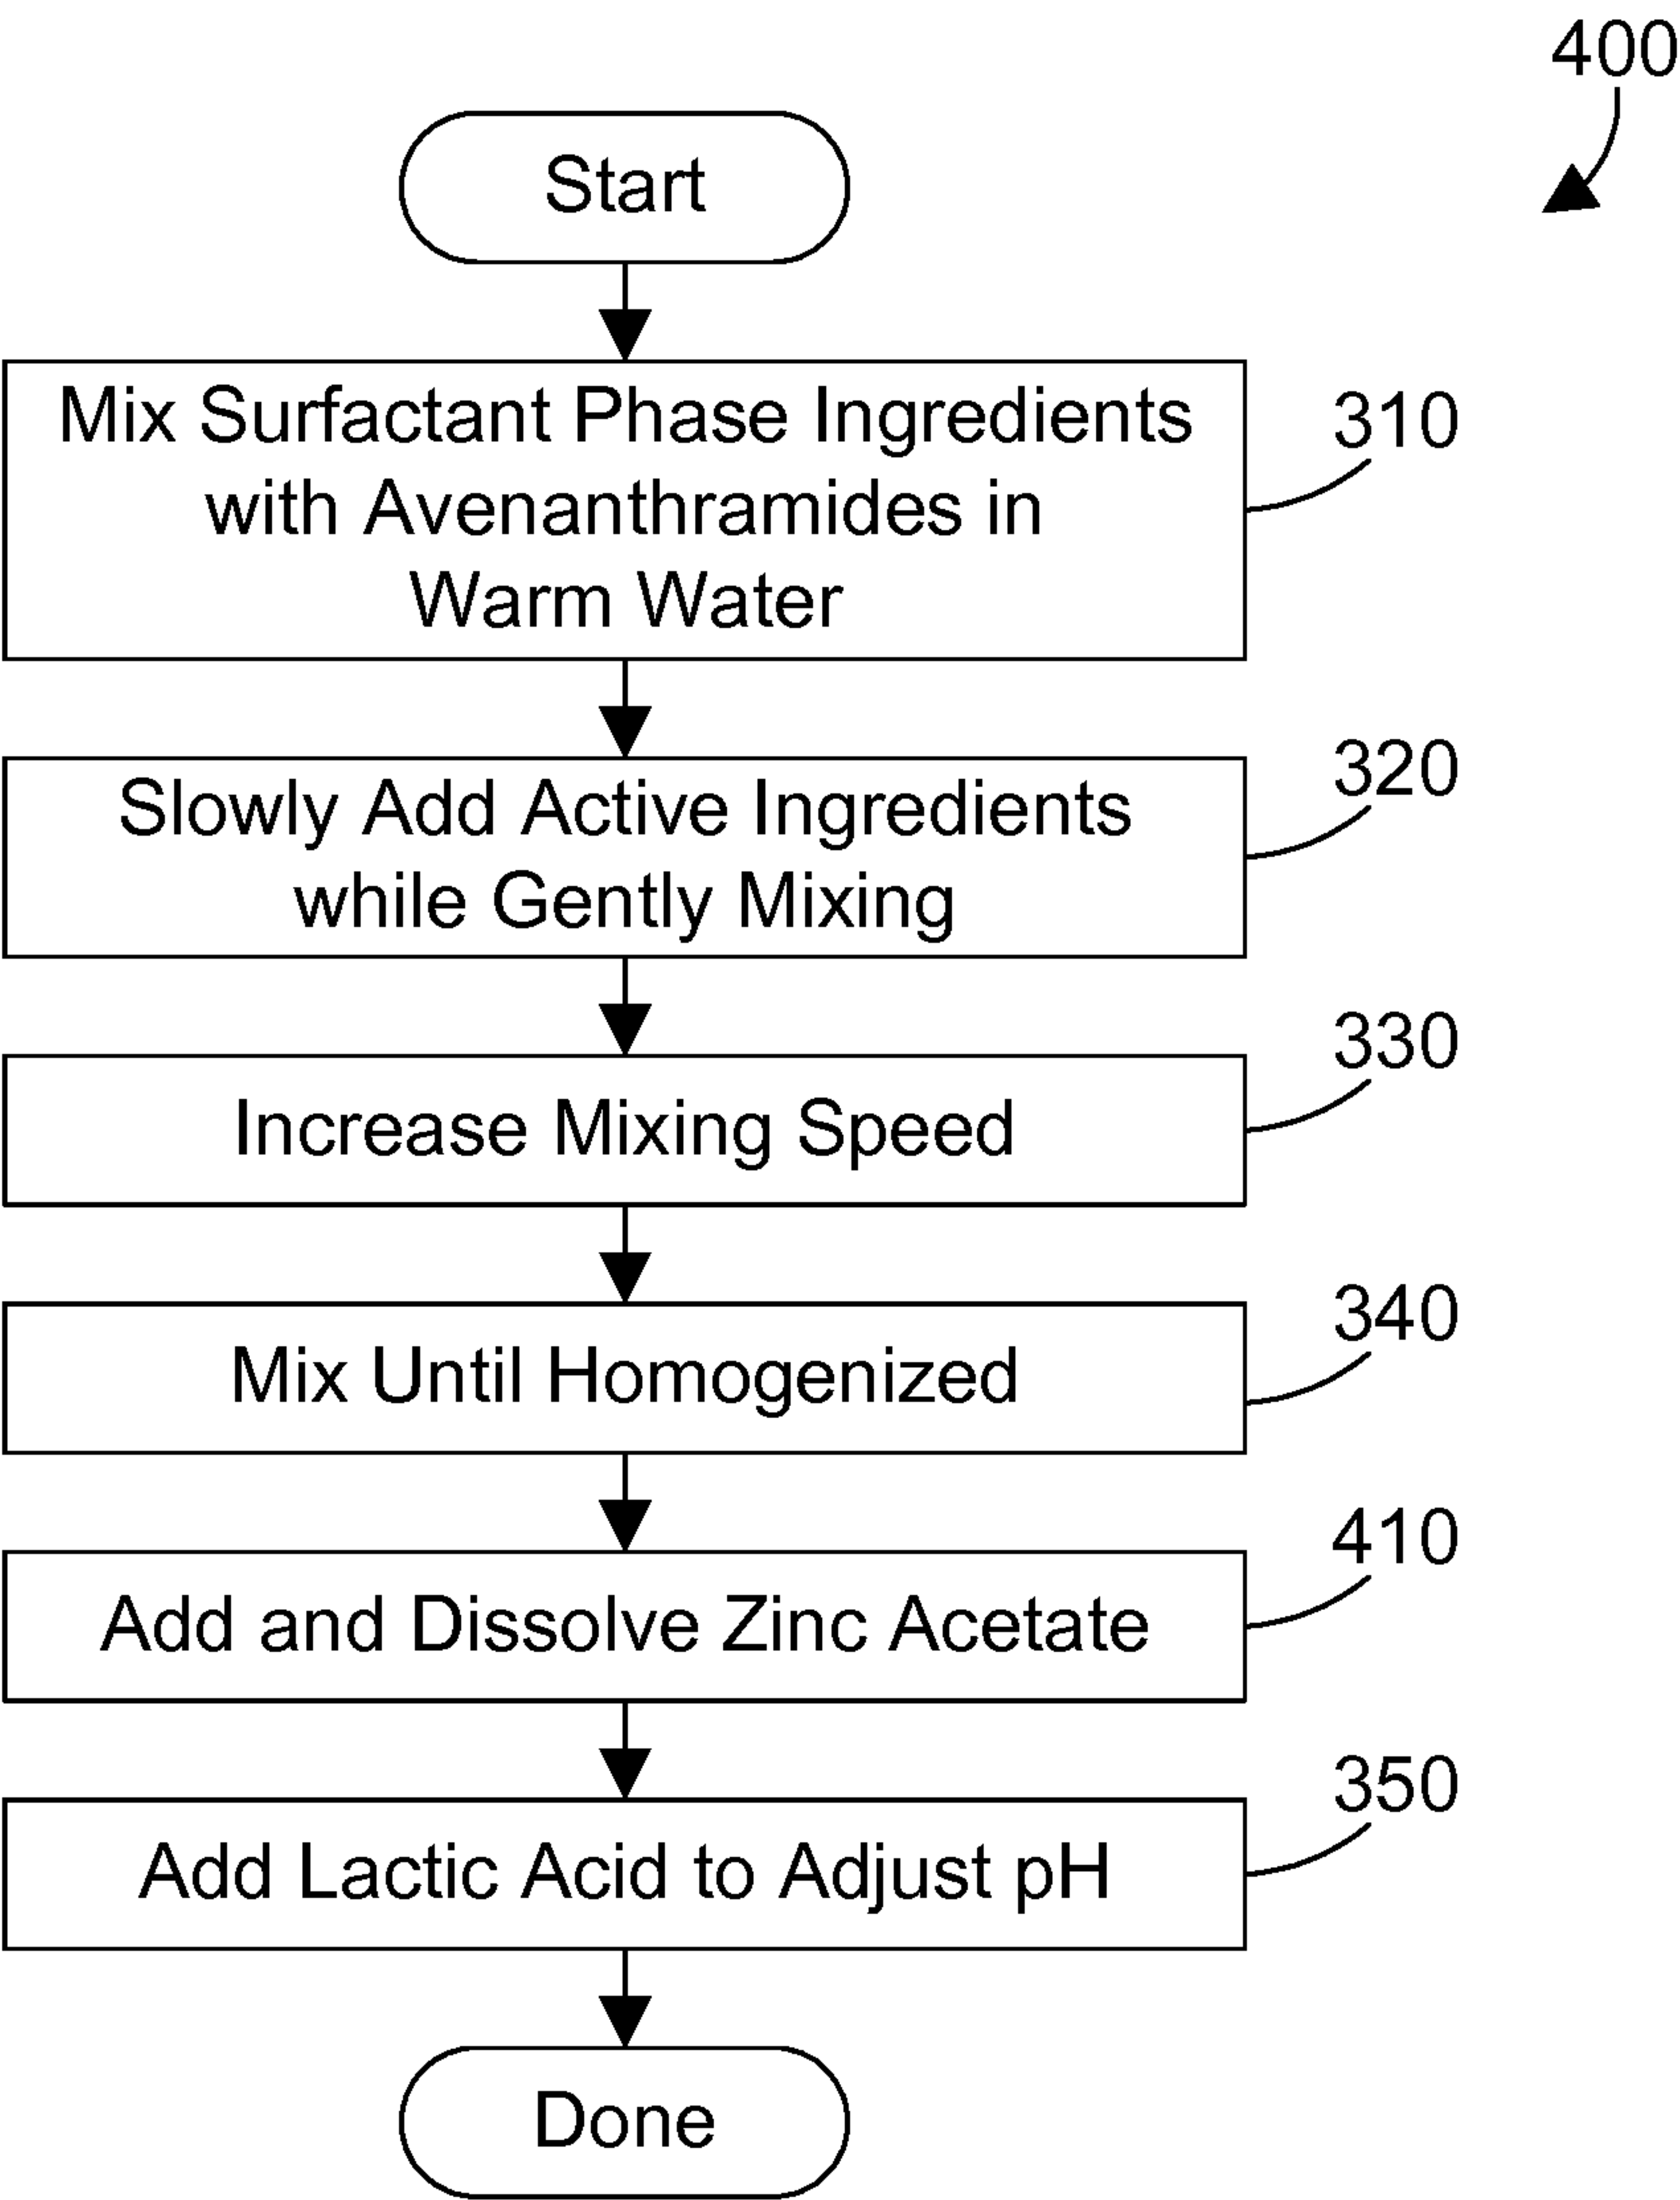 400
Start
Mix Surfactant Phase Ingredients
with Avenanthramides in
Warm Water
310
Slowly Add Active Ingredients
while Gently Mixing
320
Increase Mixing Speed
330
Mix Until Homogenized
340
Add and Dissolve Zinc Acetate
410
Add Lactic Acid to Adjust pH
350
Done